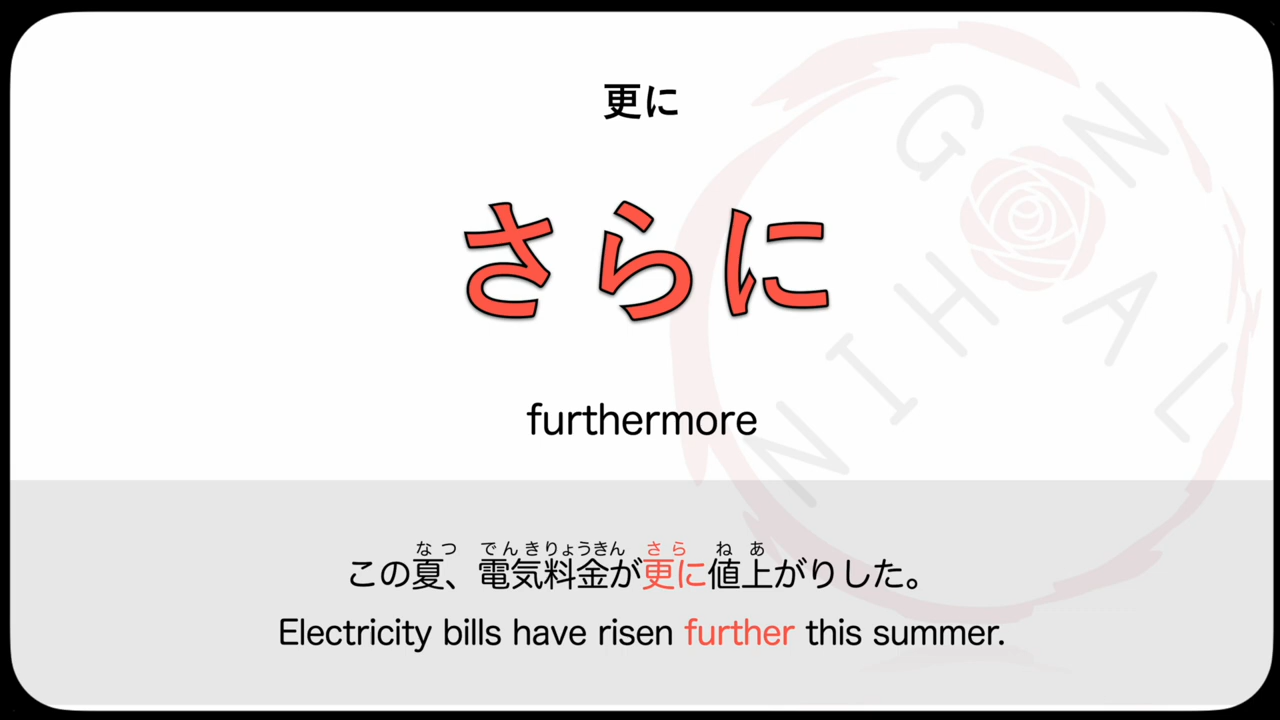 更に
さらに
furthermore
なつ でんきりょうきん さら ね あ
この夏、電気料金が更に値上がりした。
Electricity bills have risen further this summer.
NIHAL GON